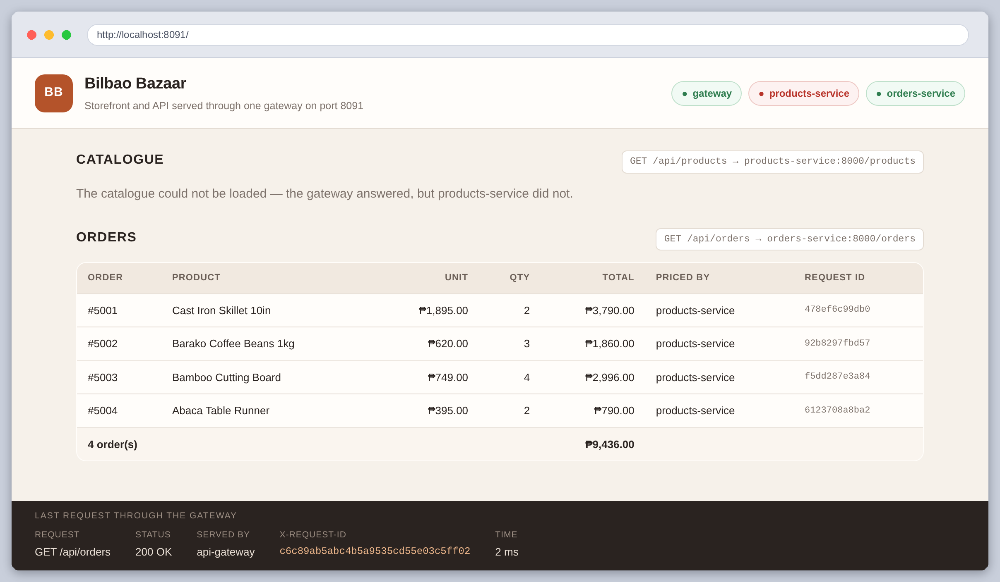 http://localhost:8091/
BB
Bilbao Bazaar
Storefront and API served through one gateway on port 8091
● gateway
● products-service
● orders-service
CATALOGUE
GET /api/products → products-service:8000/products
The catalogue could not be loaded — the gateway answered, but products-service did not.
ORDERS
GET /api/orders → orders-service:8000/orders
ORDER PRODUCT UNIT QTY TOTAL PRICED BY REQUEST ID
#5001 Cast Iron Skillet 10in ₱1,895.00 2 ₱3,790.00 products-service 478ef6c99db0
#5002 Barako Coffee Beans 1kg ₱620.00 3 ₱1,860.00 products-service 92b8297fbd57
#5003 Bamboo Cutting Board ₱749.00 4 ₱2,996.00 products-service f5dd287e3a84
#5004 Abaca Table Runner ₱395.00 2 ₱790.00 products-service 6123708a8ba2
4 order(s) ₱9,436.00
LAST REQUEST THROUGH THE GATEWAY
REQUEST STATUS SERVED BY X-REQUEST-ID TIME
GET /api/orders 200 OK api-gateway c6c89ab5abc4b5a9535cd55e03c5ff02 2 ms